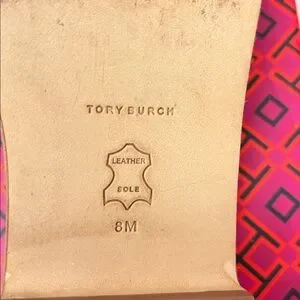 TORY BURCH
LEATHER
SOLE
8M